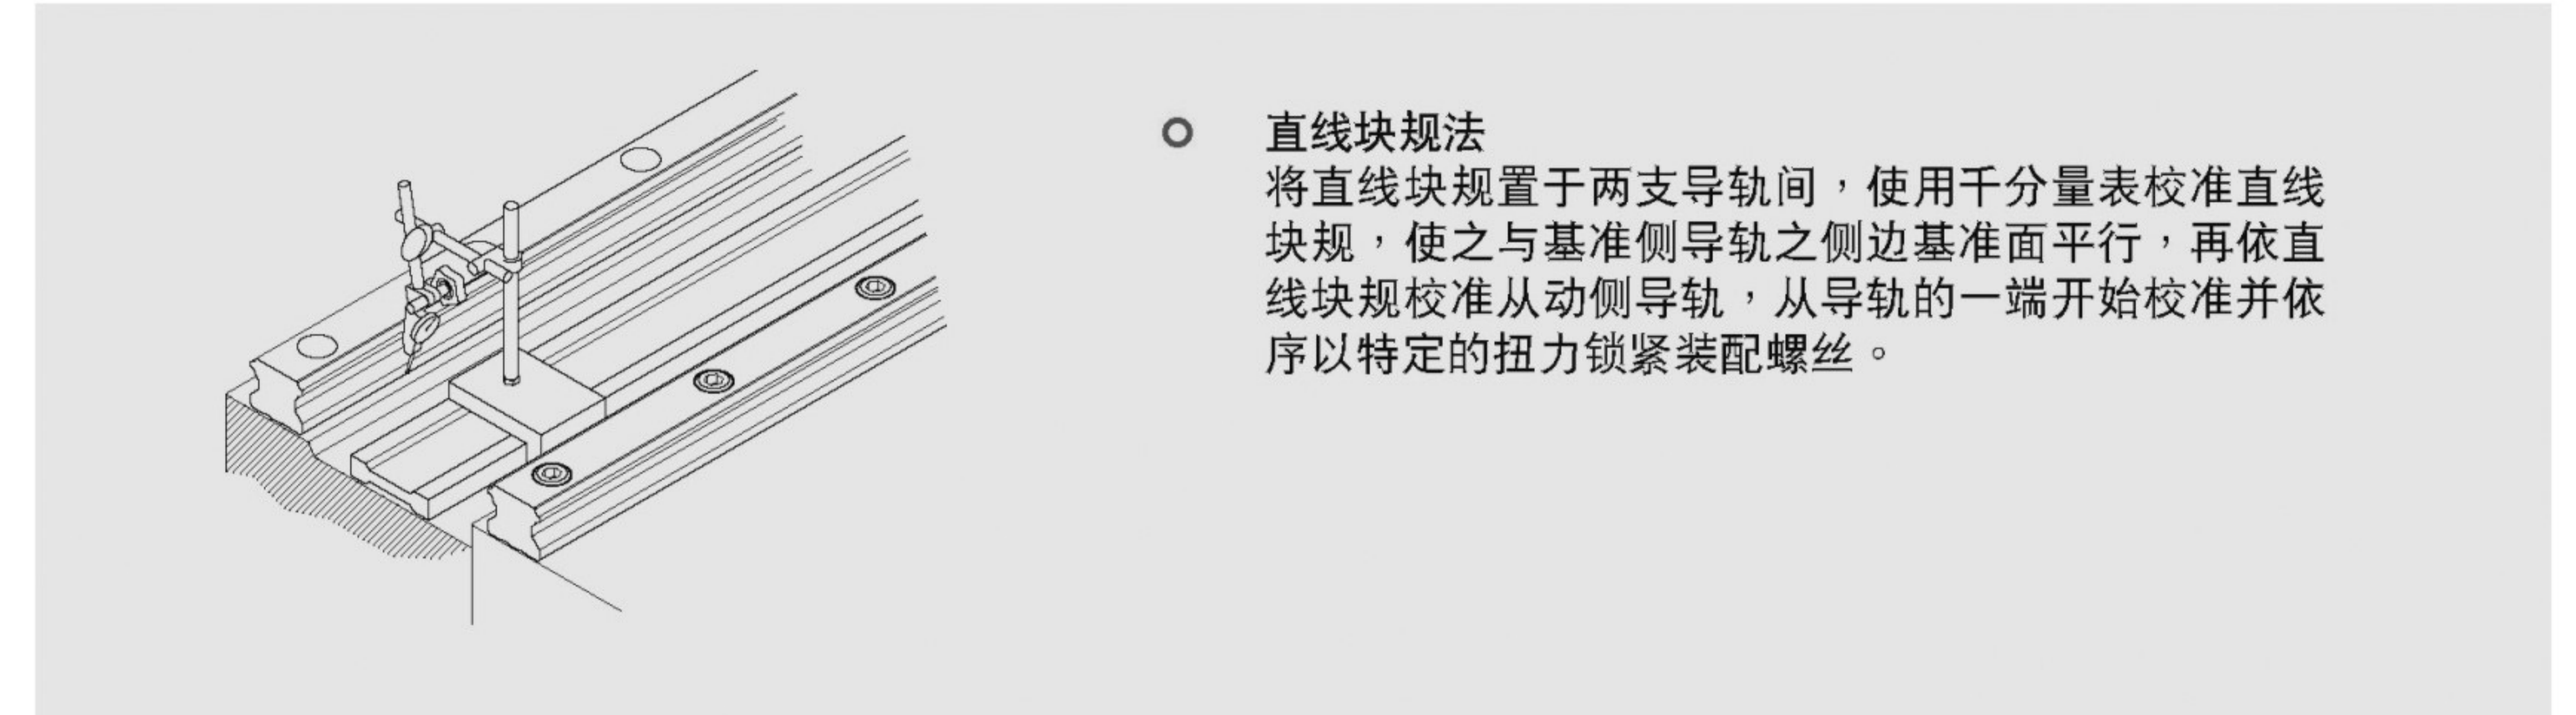 直线块规法
将直线块规置于两支导轨间，使用千分量表校准直线
块规，使之与基准侧导轨之侧边基准面平行，再依直
线块规校准从动侧导轨，从导轨的一端开始校准并依
序以特定的扭力锁紧装配螺丝。